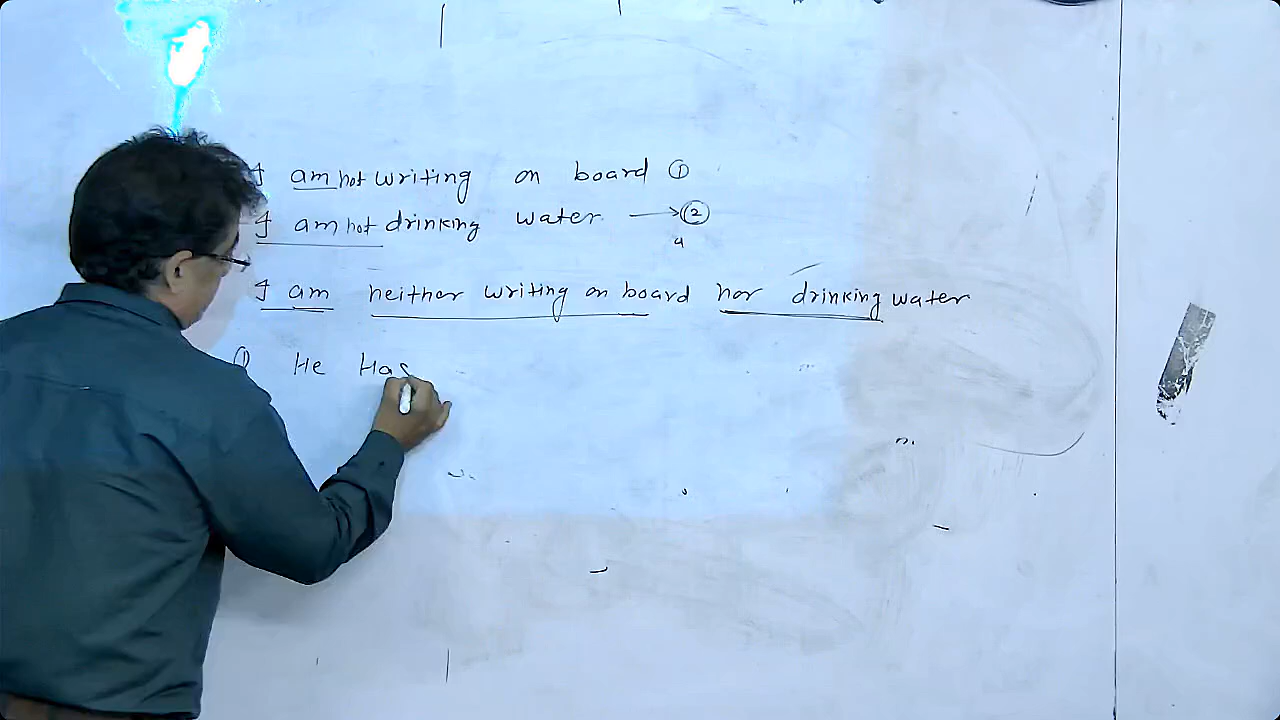 I am not writing on board ①
I am not drinking water → ②
I am neither writing on board nor drinking water
① He Has